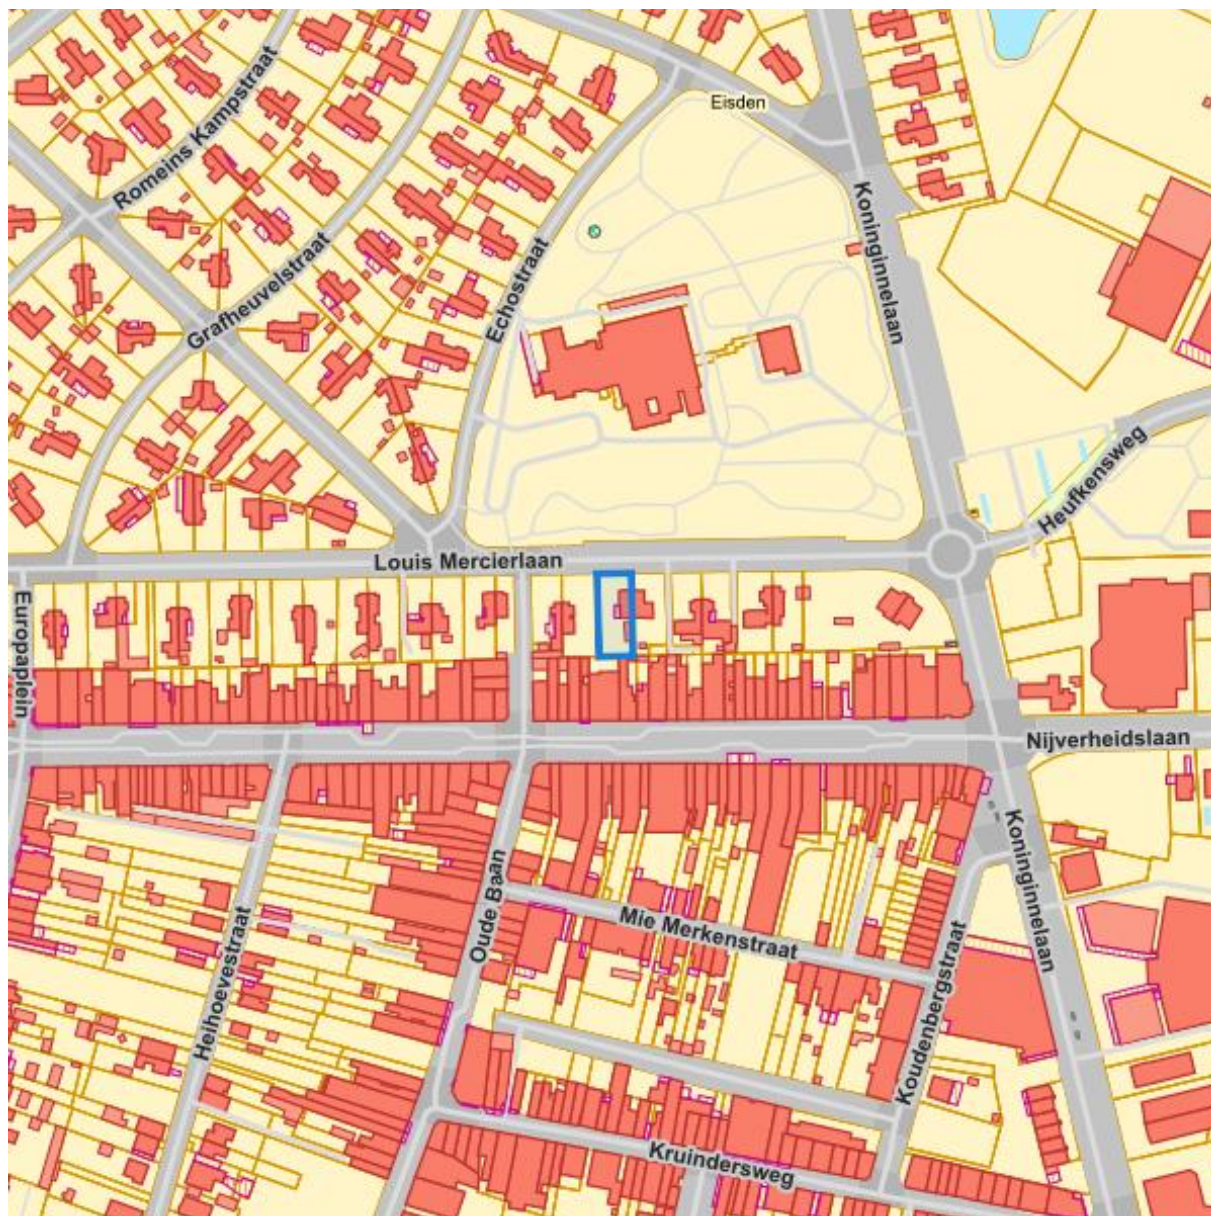 Eisden
Romeins Kampstraat
Koninginnelaan
Grafheuvelstraat
Echostraat
Heufkensweg
Louis Mercierlaan
Europaplein
Nijverheidslaan
Koninginnelaan
Oude Baan
Mie Merkenstraat
Heihoevestraat
Koudenbergstraat
Kruindersweg